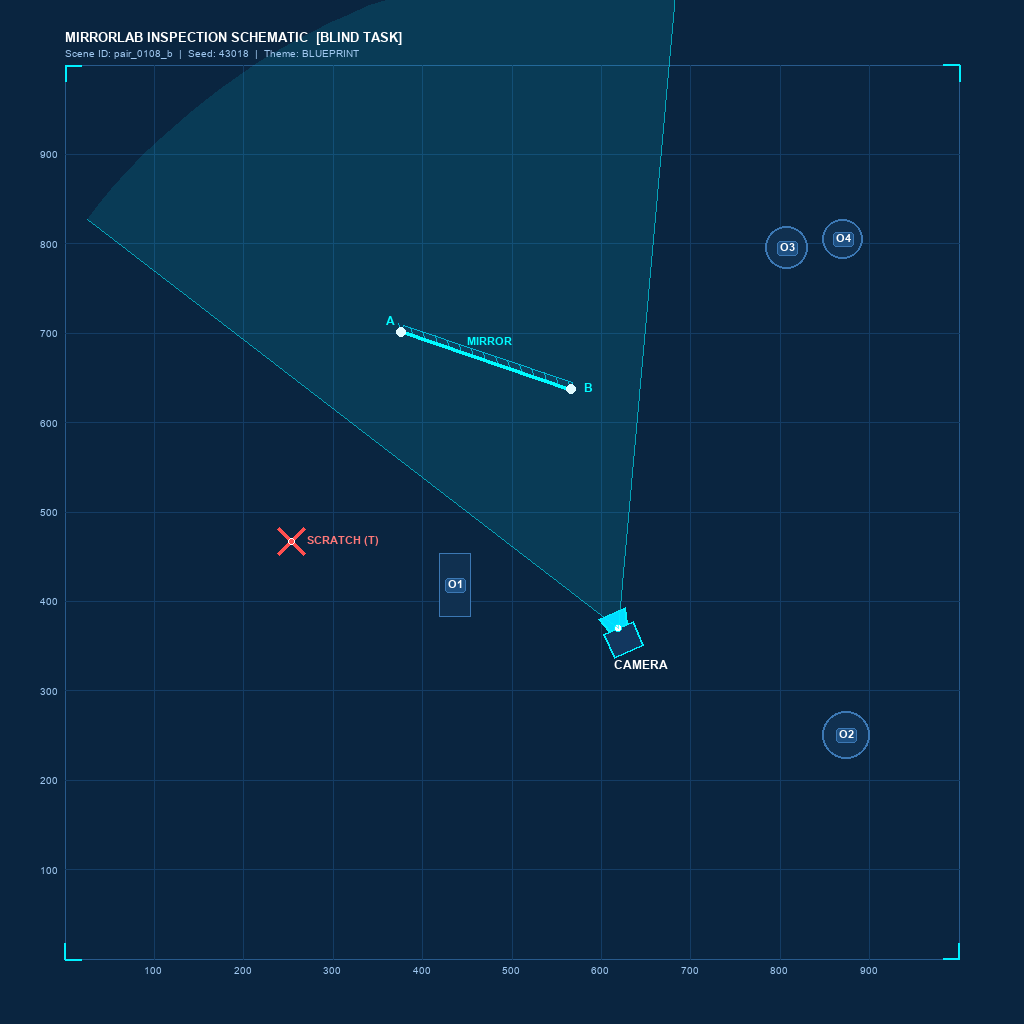 MIRRORLAB INSPECTION SCHEMATIC  [BLIND TASK]
Scene ID: pair_0108_b  |  Seed: 43018  |  Theme: BLUEPRINT
900
800
700
600
500
400
300
200
100
O3
O4
A
MIRROR
B
SCRATCH (T)
O1
CAMERA
O2
100 200 300 400 500 600 700 800 900